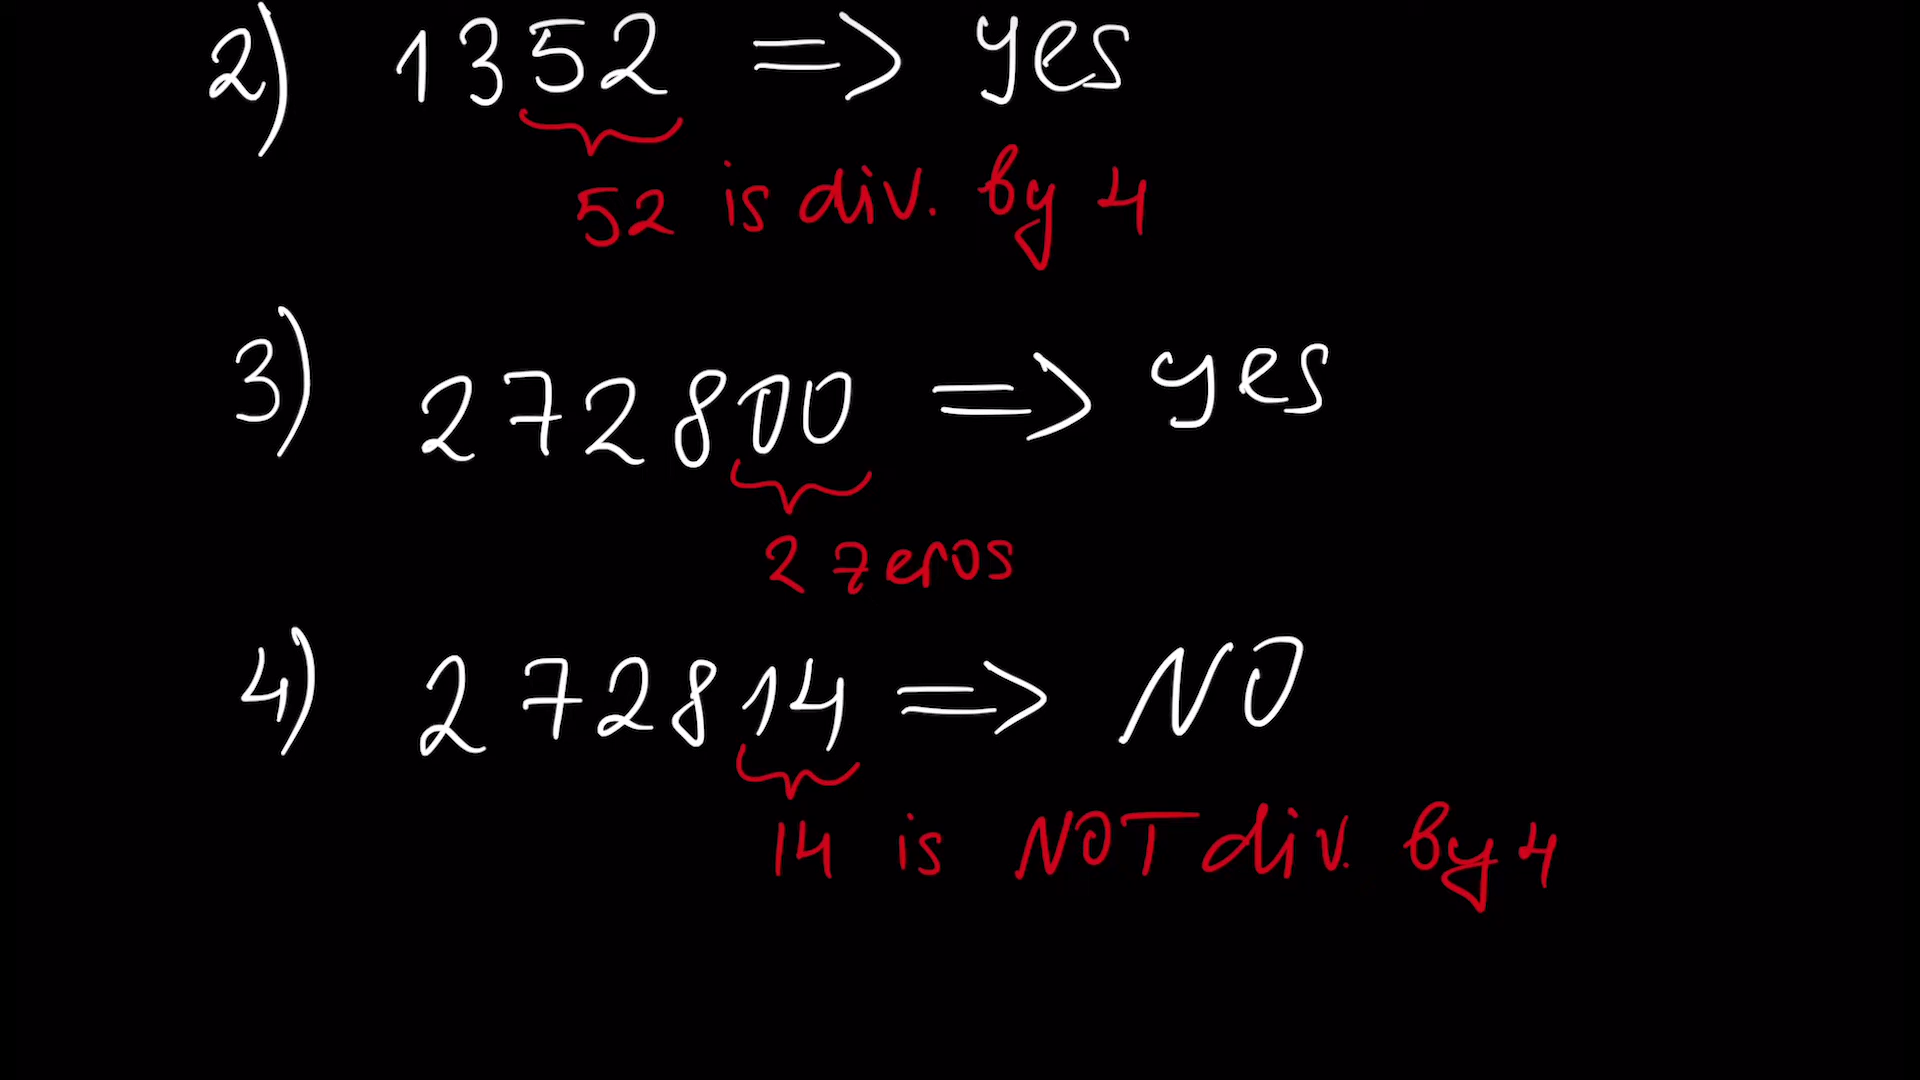 2) 1352 => yes
52 is div. by 4
3) 272800 => yes
2 zeros
4) 272814 => NO
14 is NOT div. by 4